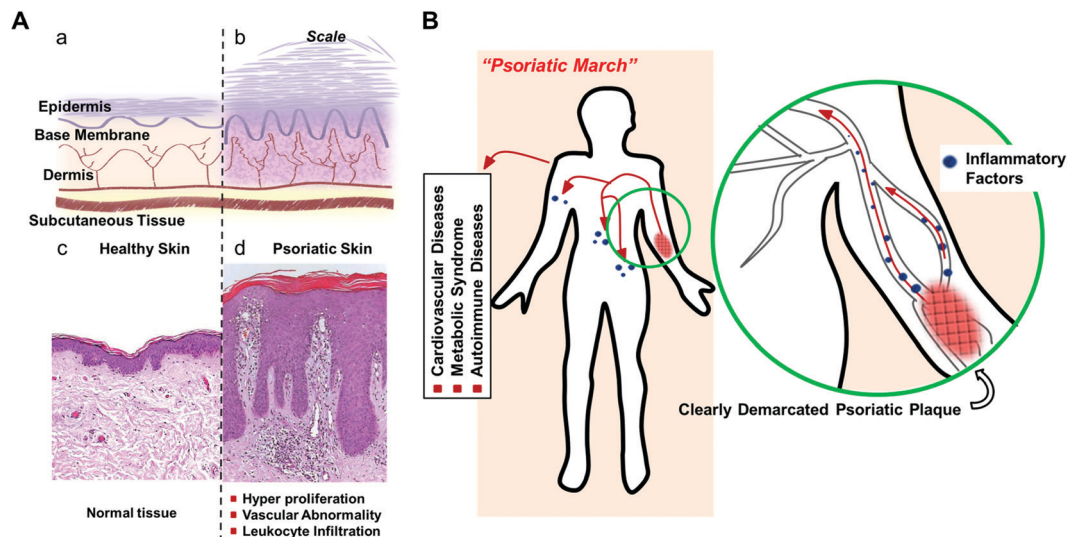 A
a
b
Scale
Epidermis
Base Membrane
Dermis
Subcutaneous Tissue
c
Healthy Skin
d
Psoriatic Skin
Normal tissue
Hyper proliferation
Vascular Abnormality
Leukocyte Infiltration
B
"Psoriatic March"
Cardiovascular Diseases
Metabolic Syndrome
Autoimmune Diseases
Inflammatory
Factors
Clearly Demarcated Psoriatic Plaque